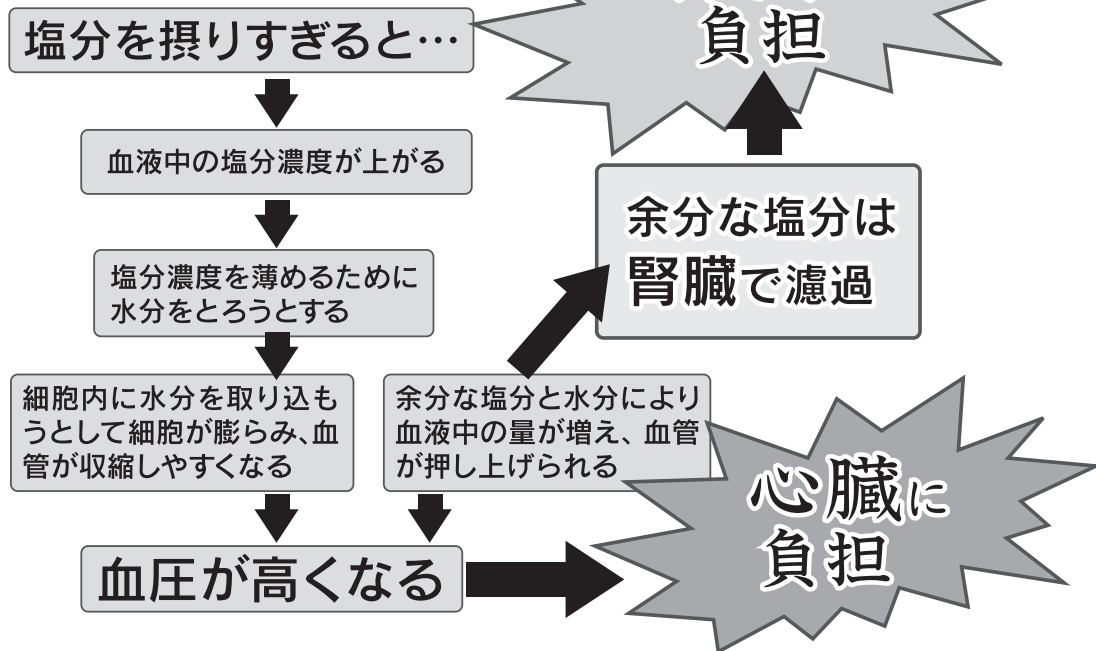 塩分を摂りすぎると…
血液中の塩分濃度が上がる
塩分濃度を薄めるために
水分をとろうとする
細胞内に水分を取り込も
うとして細胞が膨らみ、血
管が収縮しやすくなる
余分な塩分と水分により
血液中の量が増え、血管
が押し上げられる
血圧が高くなる
余分な塩分は
腎臓で濾過
負担
心臓に
負担